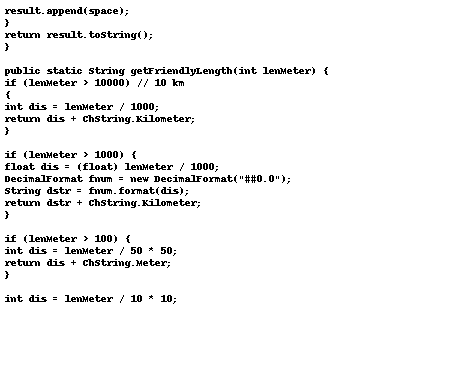 result.append(space);
}
return result.toString();
}
public static String getFriendlyLength(int lenMeter) {
if (lenMeter > 10000) // 10 km
{
int dis = lenMeter / 1000;
return dis + ChString.Kilometer;
}
if (lenMeter > 1000) {
float dis = (float) lenMeter / 1000;
DecimalFormat fnum = new DecimalFormat("##0.0");
String dstr = fnum.format(dis);
return dstr + ChString.Kilometer;
}
if (lenMeter > 100) {
int dis = lenMeter / 50 * 50;
return dis + ChString.Meter;
}
int dis = lenMeter / 10 * 10;